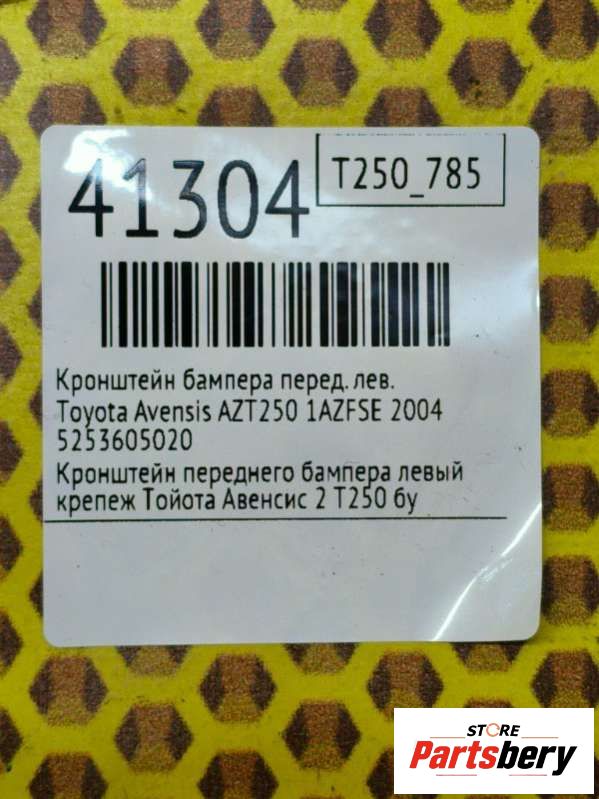 41304
T250_785
Кронштейн бампера перед. лев.
Toyota Avensis AZT250 1AZFSE 2004
5253605020
Кронштейн переднего бампера левый
крепеж Тойота Авенсис 2 Т250 бу
STORE
Partsbery